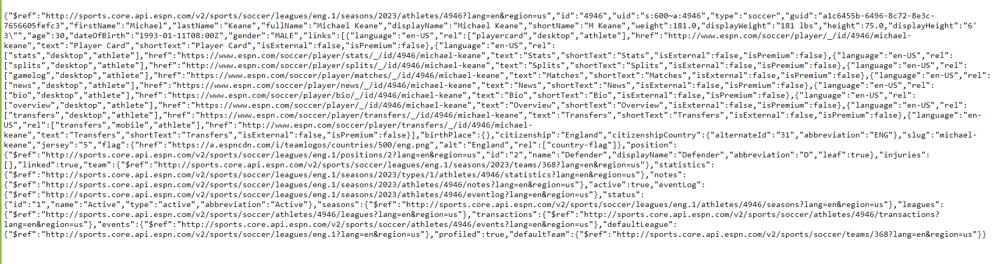 {"$ref":"http://sports.core.api.espn.com/v2/sports/soccer/leagues/eng.1/seasons/2023/athletes/4946?lang=en&region=us","id":"4946","uid":"s:600~a:4946","type":"soccer","guid":"a1c6455b-6496-8c72-8e3c-
7656605fefc3","firstName":"Michael","lastName":"Keane","fullName":"Michael Keane","displayName":"Michael Keane","shortName":"M Keane","weight":181.0,"displayWeight":"181 lbs","height":75.0,"displayHeight":"6'
3\"","age":30,"dateOfBirth":"1993-01-11T08:00Z","gender":"MALE","links":[{"language":"en-US","rel":["playercard","desktop","athlete"],"href":"http://www.espn.com/soccer/player/_/id/4946/michael-
keane","text":"Player Card","shortText":"Player Card","isExternal":false,"isPremium":false},{"language":"en-US","rel":
["stats","desktop","athlete"],"href":"https://www.espn.com/soccer/player/stats/_/id/4946/michael-keane","text":"Stats","shortText":"Stats","isExternal":false,"isPremium":false},{"language":"en-US","rel":
["splits","desktop","athlete"],"href":"http://www.espn.com/soccer/player/splits/_/id/4946/michael-keane","text":"Splits","shortText":"Splits","isExternal":false,"isPremium":false},{"language":"en-US","rel":
["gamelog","desktop","athlete"],"href":"https://www.espn.com/soccer/player/matches/_/id/4946/michael-keane","text":"Matches","shortText":"Matches","isExternal":false,"isPremium":false},{"language":"en-US","rel":
["news","desktop","athlete"],"href":"https://www.espn.com/soccer/player/news/_/id/4946/michael-keane","text":"News","shortText":"News","isExternal":false,"isPremium":false},{"language":"en-US","rel":
["bio","desktop","athlete"],"href":"https://www.espn.com/soccer/player/bio/_/id/4946/michael-keane","text":"Bio","shortText":"Bio","isExternal":false,"isPremium":false},{"language":"en-US","rel":
["overview","desktop","athlete"],"href":"https://www.espn.com/soccer/player/_/id/4946/michael-keane","text":"Overview","shortText":"Overview","isExternal":false,"isPremium":false},{"language":"en-US","rel":
["transfers","desktop","athlete"],"href":"https://www.espn.com/soccer/player/transfers/_/id/4946/michael-keane","text":"Transfers","shortText":"Transfers","isExternal":false,"isPremium":false},{"language":"en-
US","rel":["transfers","mobile","athlete"],"href":"http://www.espn.com/soccer/player/transfers/_/id/4946/michael-
keane","text":"Transfers","shortText":"Transfers","isExternal":false,"isPremium":false}],"birthPlace":{},"citizenship":"England","citizenshipCountry":{"alternateId":"31","abbreviation":"ENG"},"slug":"michael-
keane","jersey":"5","flag":{"href":"https://a.espncdn.com/i/teamlogos/countries/500/eng.png","alt":"England","rel":["country-flag"]},"position":
{"$ref":"http://sports.core.api.espn.com/v2/sports/soccer/leagues/eng.1/positions/2?lang=en&region=us","id":"2","name":"Defender","displayName":"Defender","abbreviation":"D","leaf":true},"injuries":
[],"linked":true,"team":{"$ref":"http://sports.core.api.espn.com/v2/sports/soccer/leagues/eng.1/seasons/2023/teams/368?lang=en&region=us"},"statistics":
{"$ref":"http://sports.core.api.espn.com/v2/sports/soccer/leagues/eng.1/seasons/2023/types/1/athletes/4946/statistics?lang=en&region=us"},"notes":
{"$ref":"http://sports.core.api.espn.com/v2/sports/soccer/leagues/eng.1/seasons/2023/athletes/4946/notes?lang=en&region=us"},"active":true,"eventLog":
{"$ref":"http://sports.core.api.espn.com/v2/sports/soccer/leagues/eng.1/seasons/2023/athletes/4946/eventlog?lang=en&region=us"},"status":
{"id":"1","name":"Active","type":"active","abbreviation":"Active"},"seasons":{"$ref":"http://sports.core.api.espn.com/v2/sports/soccer/leagues/eng.1/athletes/4946/seasons?lang=en&region=us"},"leagues":
{"$ref":"http://sports.core.api.espn.com/v2/sports/soccer/athletes/4946/leagues?lang=en&region=us"},"transactions":{"$ref":"http://sports.core.api.espn.com/v2/sports/soccer/athletes/4946/transactions?
lang=en&region=us"},"events":{"$ref":"http://sports.core.api.espn.com/v2/sports/soccer/athletes/4946/events?lang=en&region=us"},"defaultLeague":
{"$ref":"http://sports.core.api.espn.com/v2/sports/soccer/leagues/eng.1?lang=en&region=us"},"profiled":true,"defaultTeam":{"$ref":"http://sports.core.api.espn.com/v2/sports/soccer/teams/368?lang=en&region=us"}}